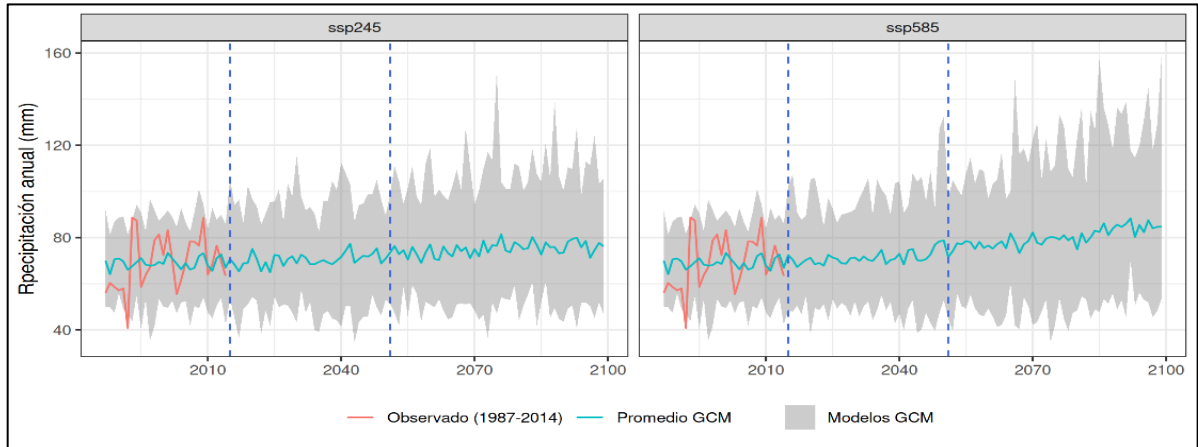 ssp245
ssp585
Rpecipitación anual (mm)
160
120
80
40
2010
2040
2070
2100
2010
2040
2070
2100
Observado (1987-2014)
Promedio GCM
Modelos GCM